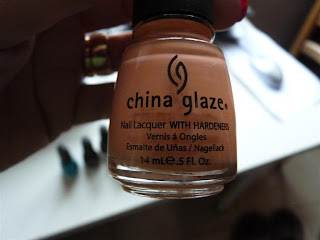 china glaze®
Nail Lacquer WITH HARDENERS
Vernis à Ongles
Esmalte de Uñas / Nagellack
14 mL℮.5 Fl. Oz.